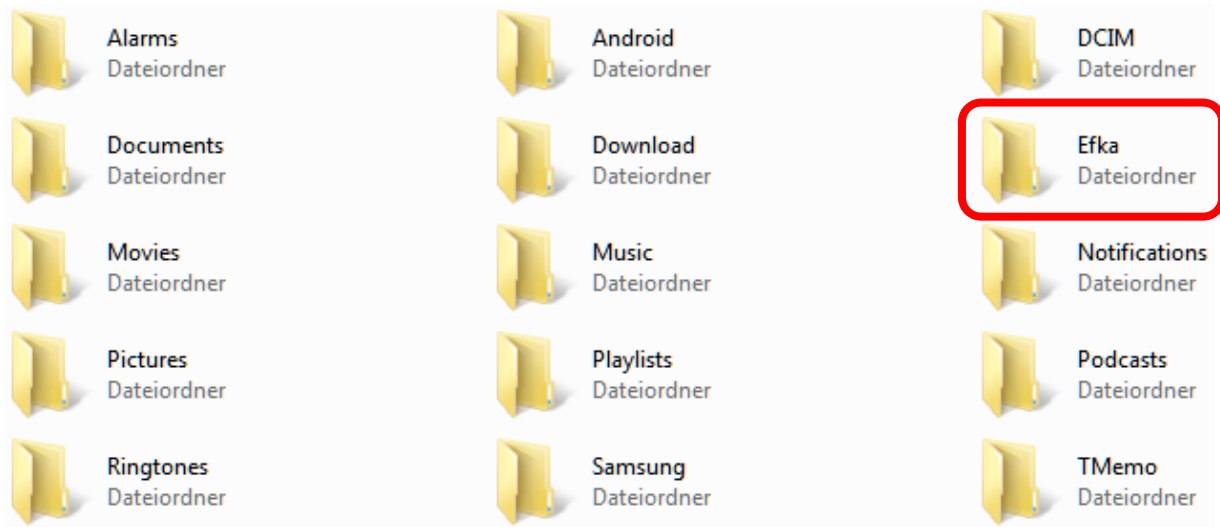 Alarms
Dateiordner
Android
Dateiordner
DCIM
Dateiordner
Documents
Dateiordner
Download
Dateiordner
Efka
Dateiordner
Movies
Dateiordner
Music
Dateiordner
Notifications
Dateiordner
Pictures
Dateiordner
Playlists
Dateiordner
Podcasts
Dateiordner
Ringtones
Dateiordner
Samsung
Dateiordner
TMemo
Dateiordner